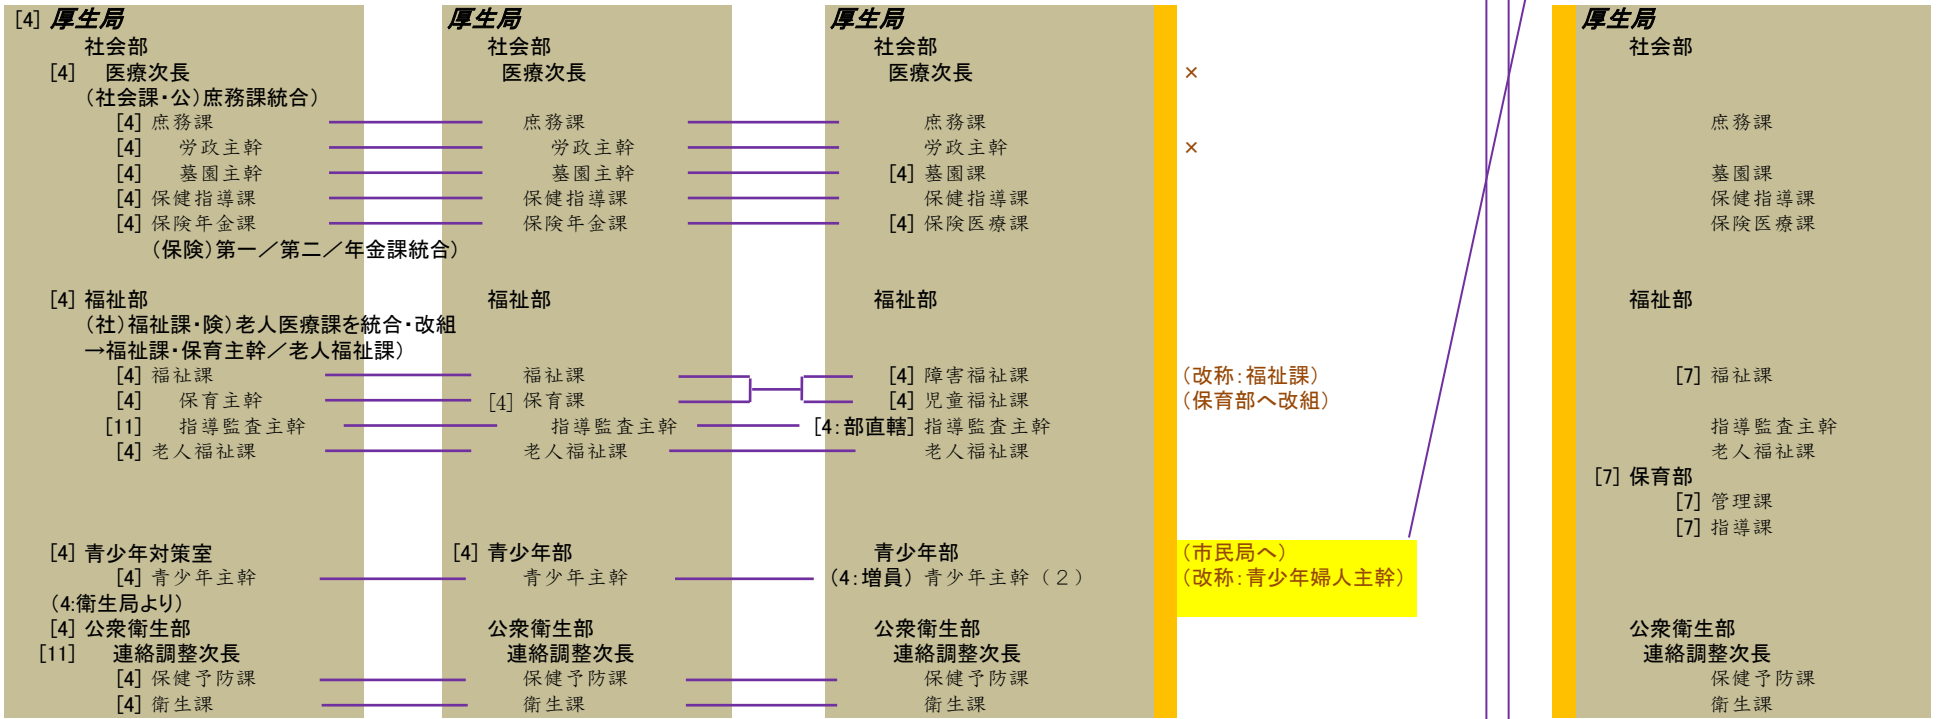 [4] 厚生局 厚生局 厚生局 厚生局
社会部 社会部 社会部 社会部
[4] 医療次長 医療次長 医療次長 × 
(社会課・公)庶務課統合)
[4] 庶務課 庶務課 庶務課 庶務課
[4] 労政主幹 労政主幹 労政主幹 ×
[4] 墓園主幹 墓園主幹 [4] 墓園課 墓園課
[4] 保健指導課 保健指導課 保健指導課 保健指導課
[4] 保険年金課 保険年金課 [4] 保険医療課 保険医療課
(保険)第一／第二／年金課統合)
[4] 福祉部 福祉部 福祉部 福祉部
(社)福祉課・険)老人医療課を統合・改組
→福祉課・保育主幹／老人福祉課)
[4] 福祉課 福祉課 [4] 障害福祉課 (改称:福祉課) [7] 福祉課
[4] 保育主幹 [4] 保育課 [4] 児童福祉課 (保育部へ改組)
[11] 指導監査主幹 指導監査主幹 [4:部直轄] 指導監査主幹 指導監査主幹
[4] 老人福祉課 老人福祉課 老人福祉課 老人福祉課
[7] 保育部
[7] 管理課
[7] 指導課
[4] 青少年対策室 [4] 青少年部 青少年部 (市民局へ)
[4] 青少年主幹 青少年主幹 (4:増員) 青少年主幹（２） (改称:青少年婦人主幹)
(4:衛生局より)
[4] 公衆衛生部 公衆衛生部 公衆衛生部 公衆衛生部
[11] 連絡調整次長 連絡調整次長 連絡調整次長 連絡調整次長
[4] 保健予防課 保健予防課 保健予防課 保健予防課
[4] 衛生課 衛生課 衛生課 衛生課